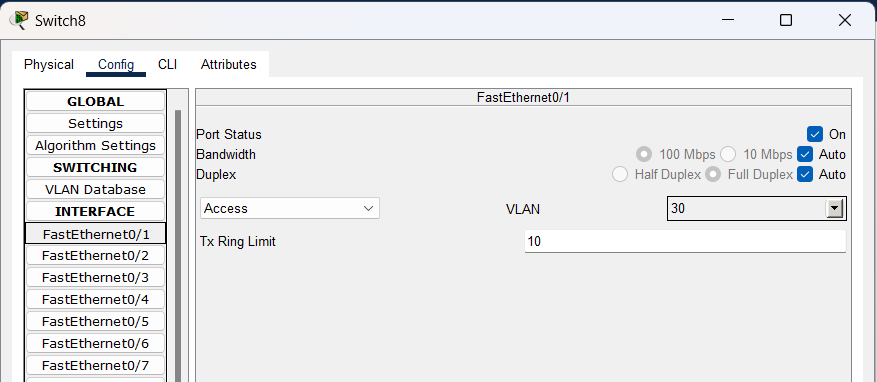 Switch8
Physical Config CLI Attributes
GLOBAL
Settings
Algorithm Settings
SWITCHING
VLAN Database
INTERFACE
FastEthernet0/1
FastEthernet0/2
FastEthernet0/3
FastEthernet0/4
FastEthernet0/5
FastEthernet0/6
FastEthernet0/7
FastEthernet0/1
Port Status On
Bandwidth 100 Mbps 10 Mbps Auto
Duplex Half Duplex Full Duplex Auto
Access VLAN 30
Tx Ring Limit 10